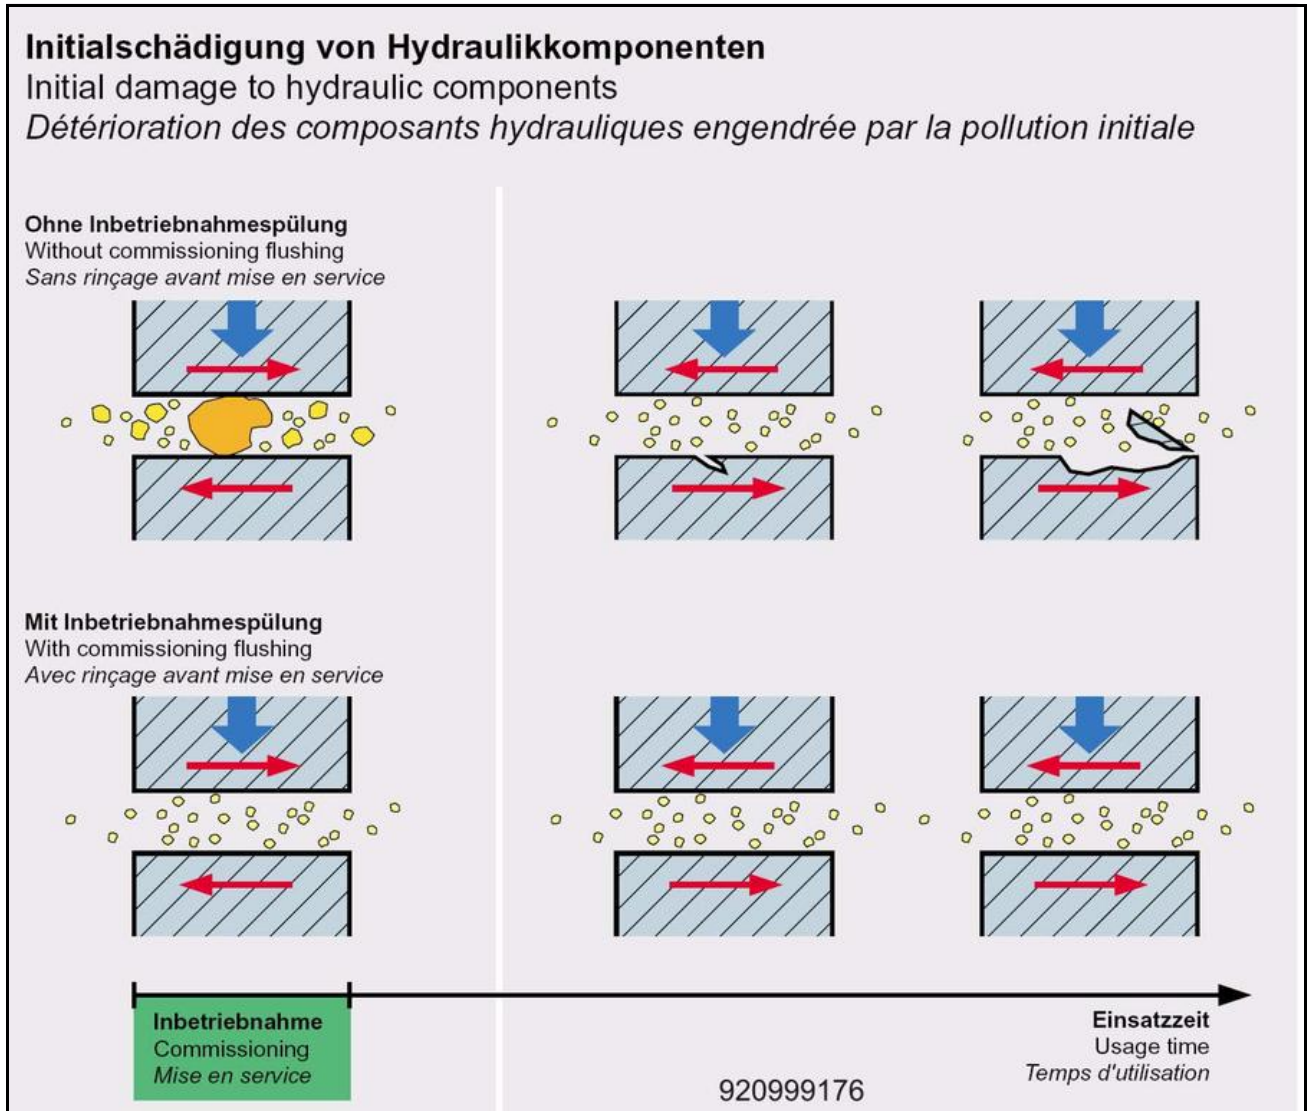 Initialschädigung von Hydraulikkomponenten
Initial damage to hydraulic components
Détérioration des composants hydrauliques engendrée par la pollution initiale
Ohne Inbetriebnahmespülung
Without commissioning flushing
Sans rinçage avant mise en service
Mit Inbetriebnahmespülung
With commissioning flushing
Avec rinçage avant mise en service
Inbetriebnahme
Commissioning
Mise en service
Einsatzzeit
Usage time
Temps d'utilisation
920999176